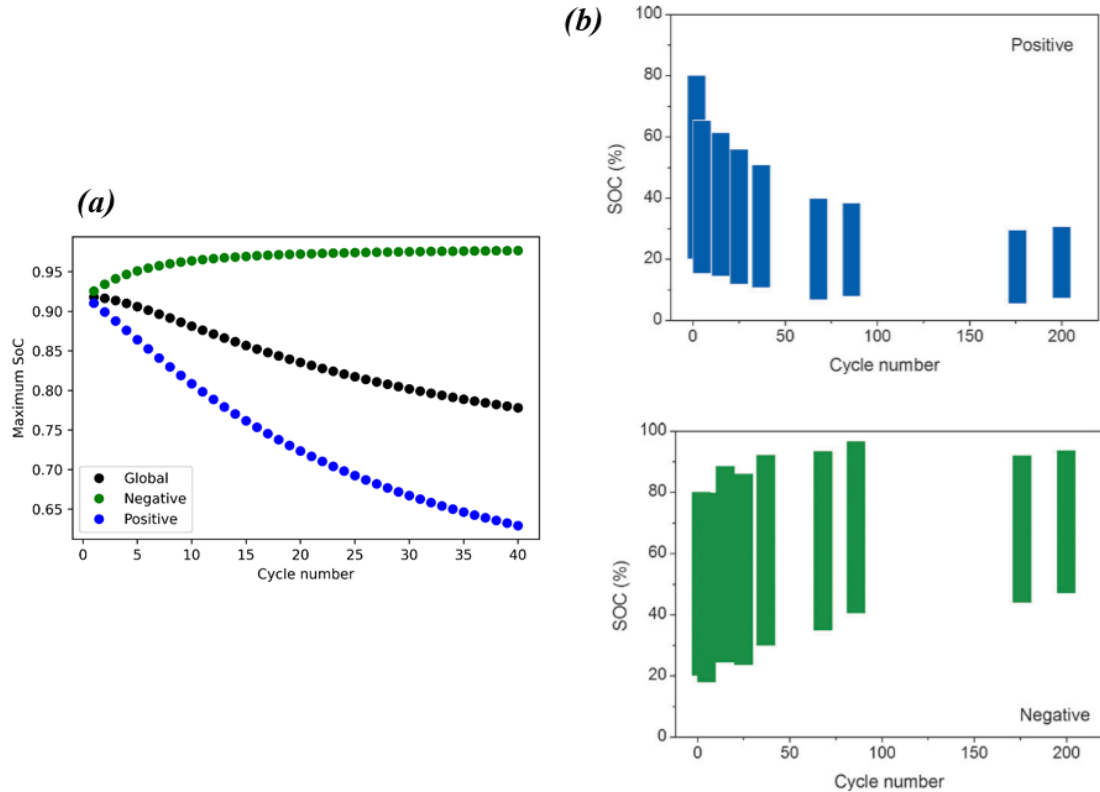 (a)
Maximum SoC
0.95
0.90
0.85
0.80
0.75
0.70
0.65
Global
Negative
Positive
0 5 10 15 20 25 30 35 40
Cycle number
(b)
Positive
SOC (%)
100
80
60
40
20
0
0 50 100 150 200
Cycle number
SOC (%)
100
80
60
40
20
0
Negative
0 50 100 150 200
Cycle number